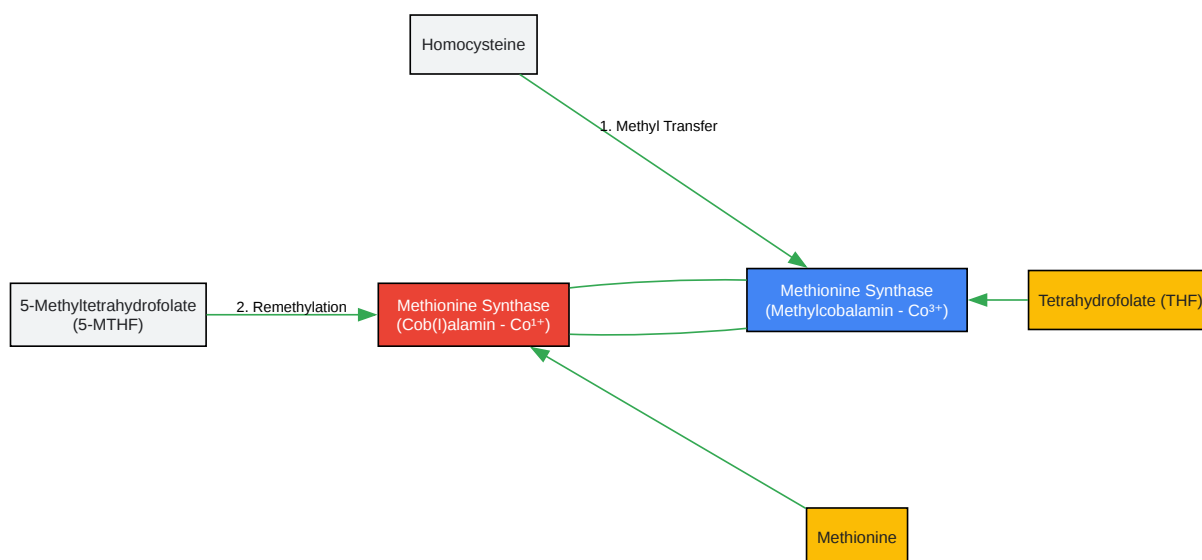 Homocysteine
1. Methyl Transfer
Methionine Synthase
(Methylcobalamin - Co³⁺)
5-Methyltetrahydrofolate
(5-MTHF)
2. Remethylation
Methionine Synthase
(Cob(I)alamin - Co¹⁺)
Tetrahydrofolate (THF)
Methionine